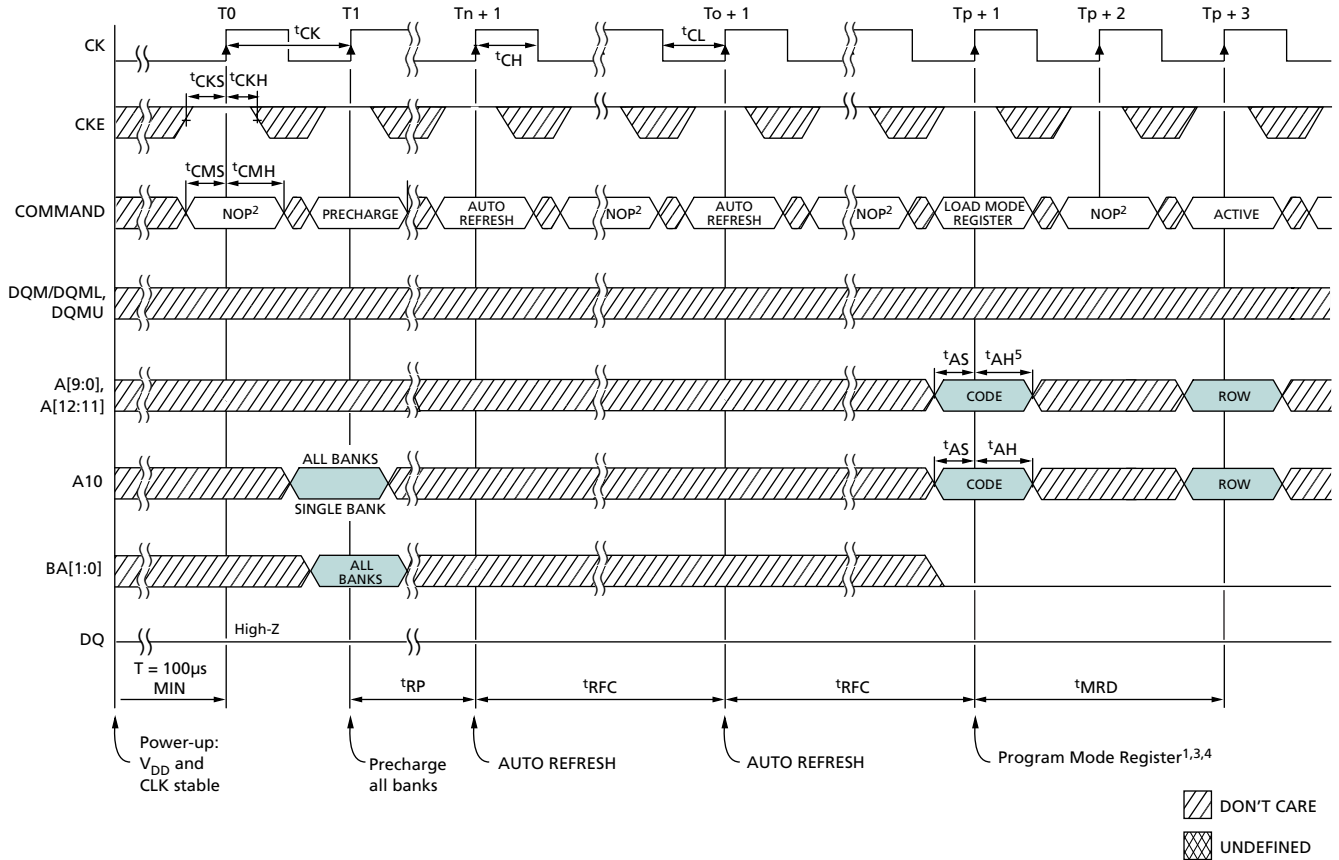 T0 T1 Tn + 1 To + 1 Tp + 1 Tp + 2 Tp + 3
CK
tCK
tCH
tCL
tCKS tCKH
CKE
tCMS tCMH
COMMAND
NOP2
PRECHARGE
AUTO
REFRESH
NOP2
AUTO
REFRESH
NOP2
LOAD MODE
REGISTER
NOP2
ACTIVE
DQM/DQML,
DQMU
A[9:0],
A[12:11]
tAS tAH5
CODE
ROW
A10
ALL BANKS
SINGLE BANK
tAS tAH
CODE
ROW
BA[1:0]
ALL
BANKS
DQ
High-Z
T = 100µs
MIN
tRP
tRFC
tRFC
tMRD
Power-up:
VDD and
CLK stable
Precharge
all banks
AUTO REFRESH
AUTO REFRESH
Program Mode Register1,3,4
DON'T CARE
UNDEFINED